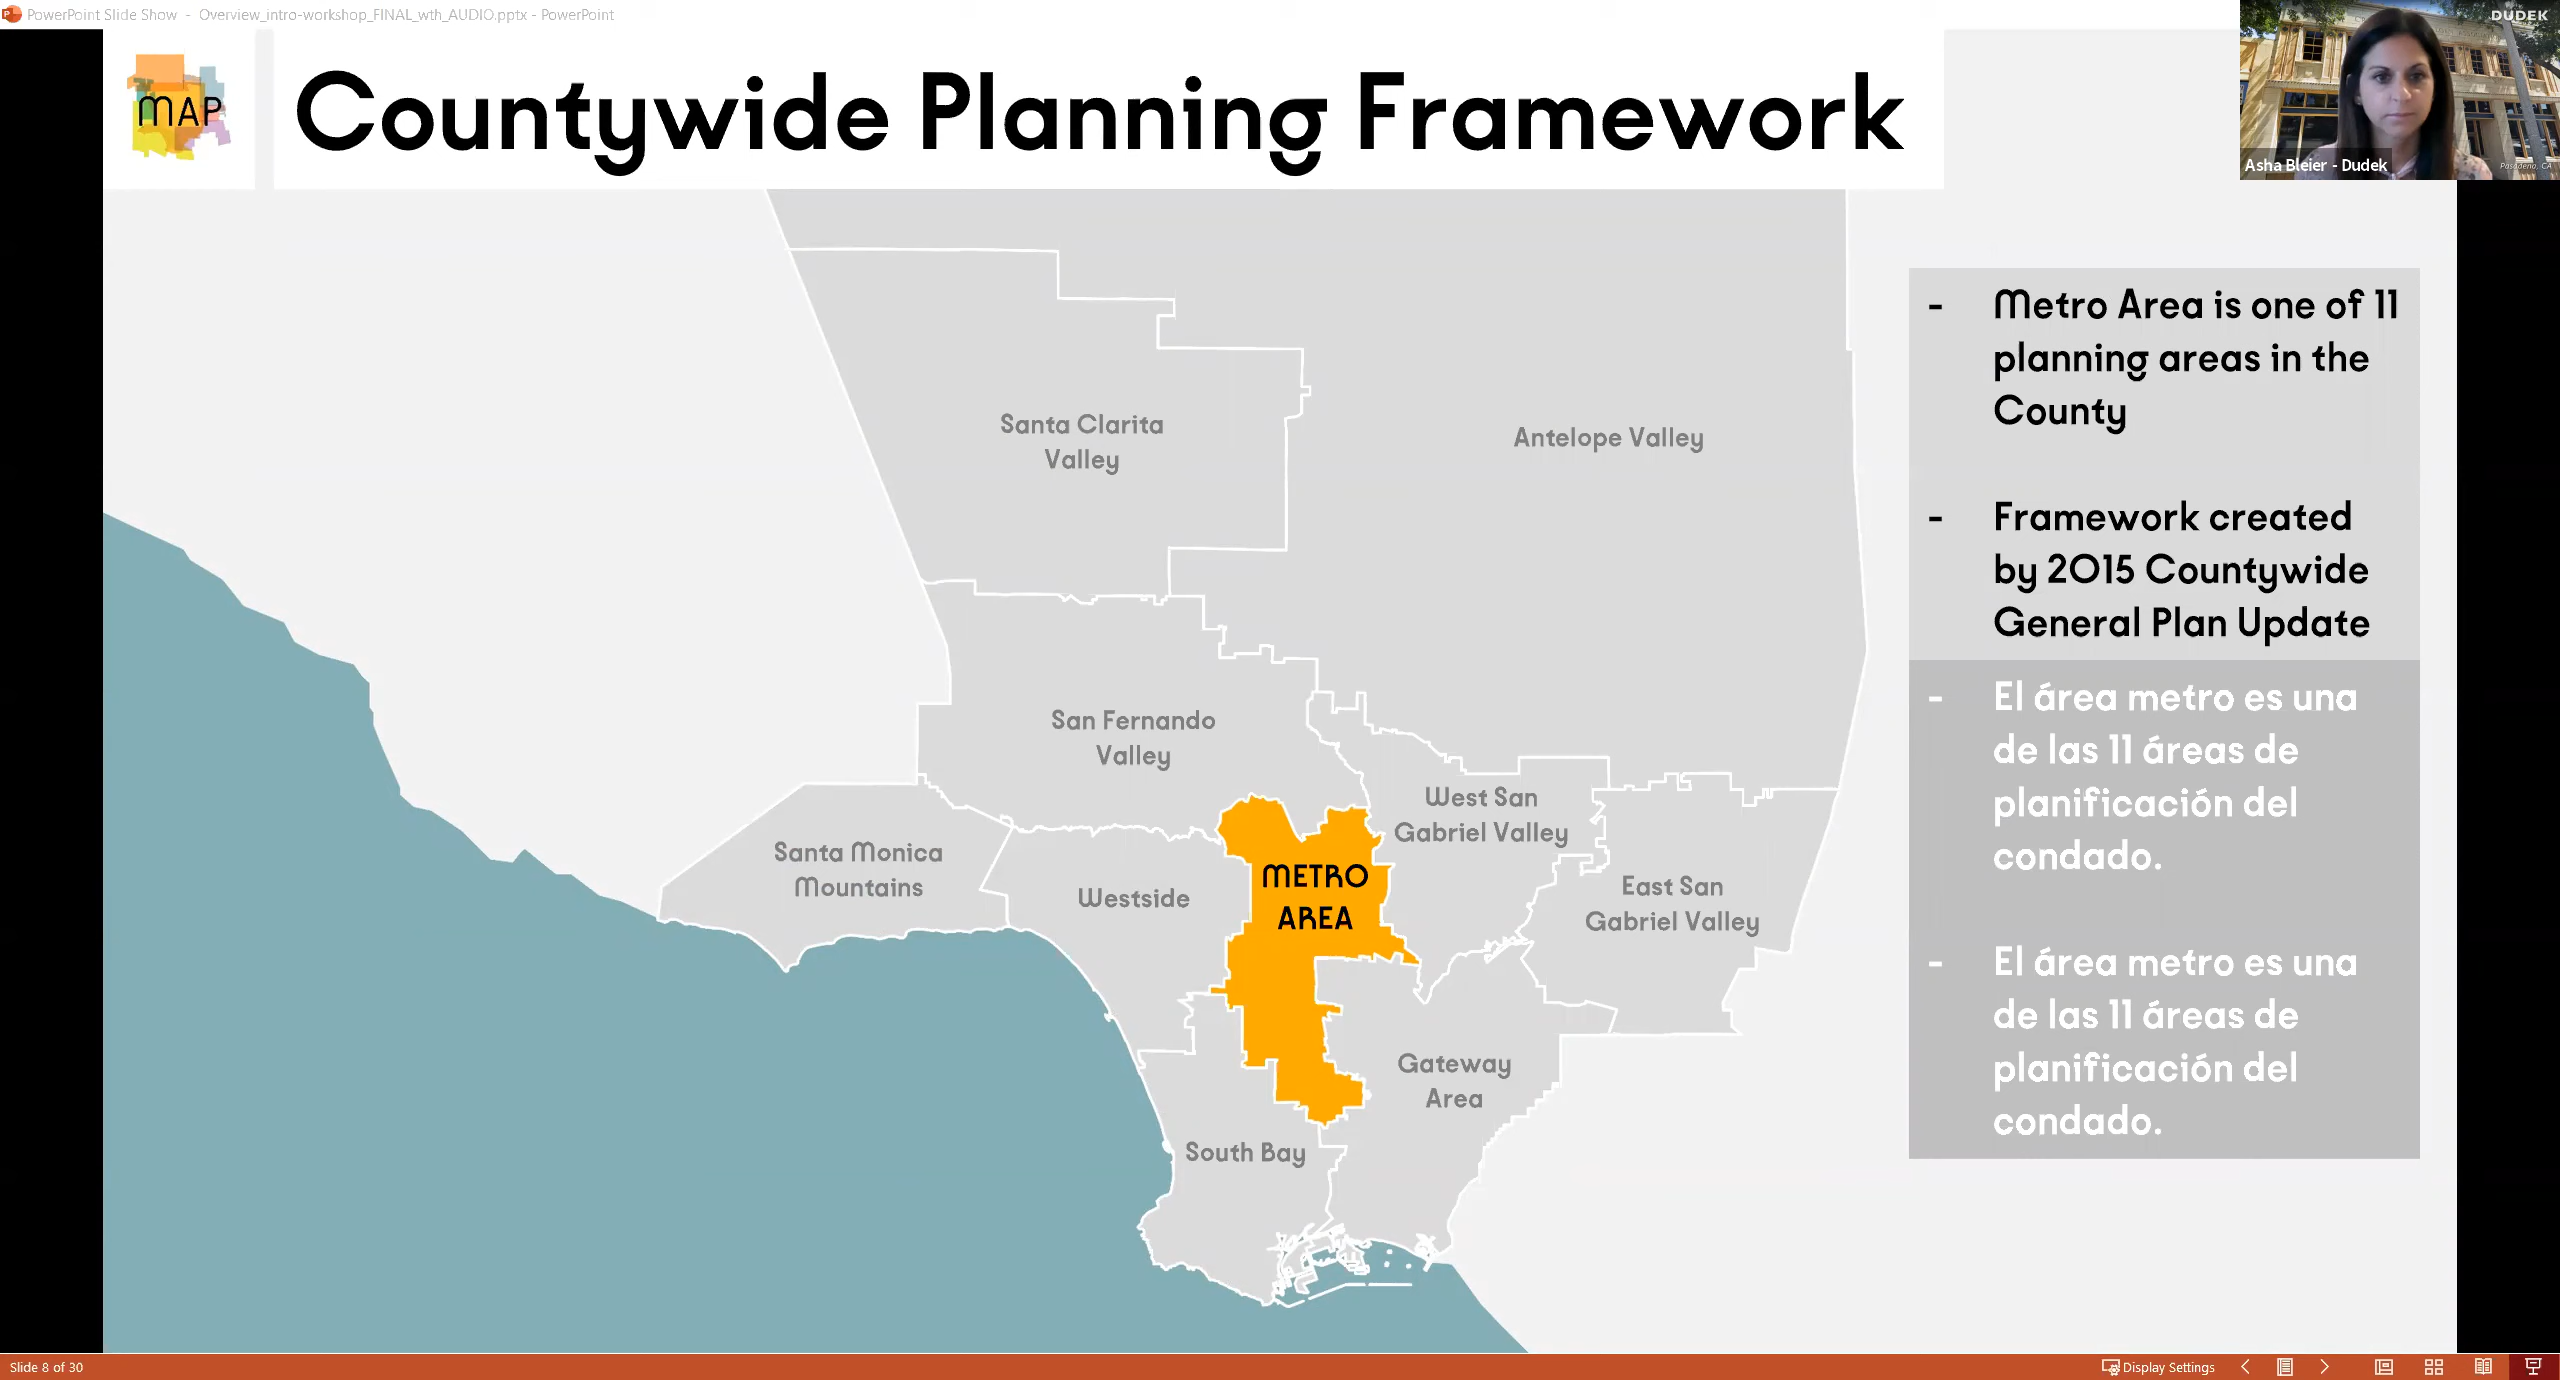 PowerPoint Slide Show - Overview_intro-workshop_FINAL_wth_AUDIO.pptx - PowerPoint
DUDEK
MAP
Countywide Planning Framework
Asha Bleier - Dudek
Pasadena, CA
Santa Clarita
Valley
Antelope Valley
San Fernando
Valley
West San
Gabriel Valley
Santa Monica
Mountains
Westside
METRO
AREA
East San
Gabriel Valley
Gateway
Area
South Bay
- Metro Area is one of 11
planning areas in the
County
- Framework created
by 2015 Countywide
General Plan Update
- El área metro es una
de las 11 áreas de
planificación del
condado.
- El área metro es una
de las 11 áreas de
planificación del
condado.
Slide 8 of 30
Display Settings